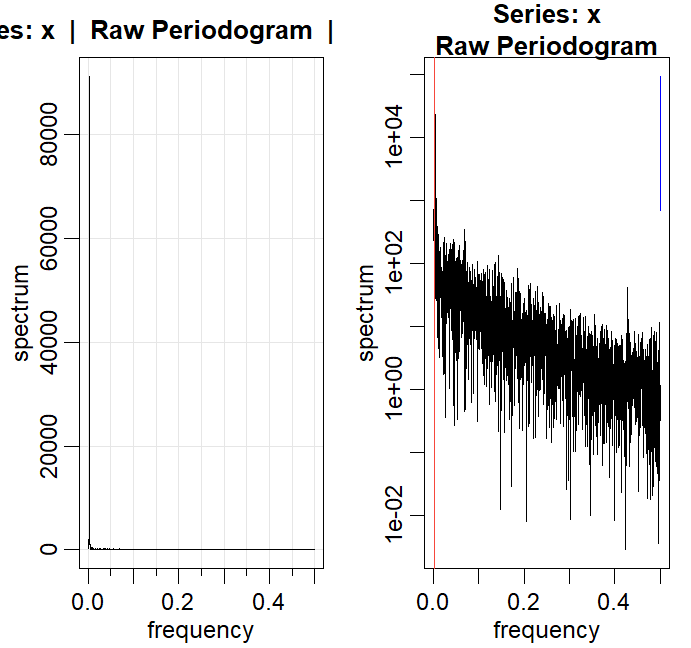 es: x | Raw Periodogram |
spectrum
0 20000 40000 60000 80000
0.0 0.2 0.4
frequency
Series: x
Raw Periodogram
spectrum
1e-02 1e+00 1e+02 1e+04
0.0 0.2 0.4
frequency